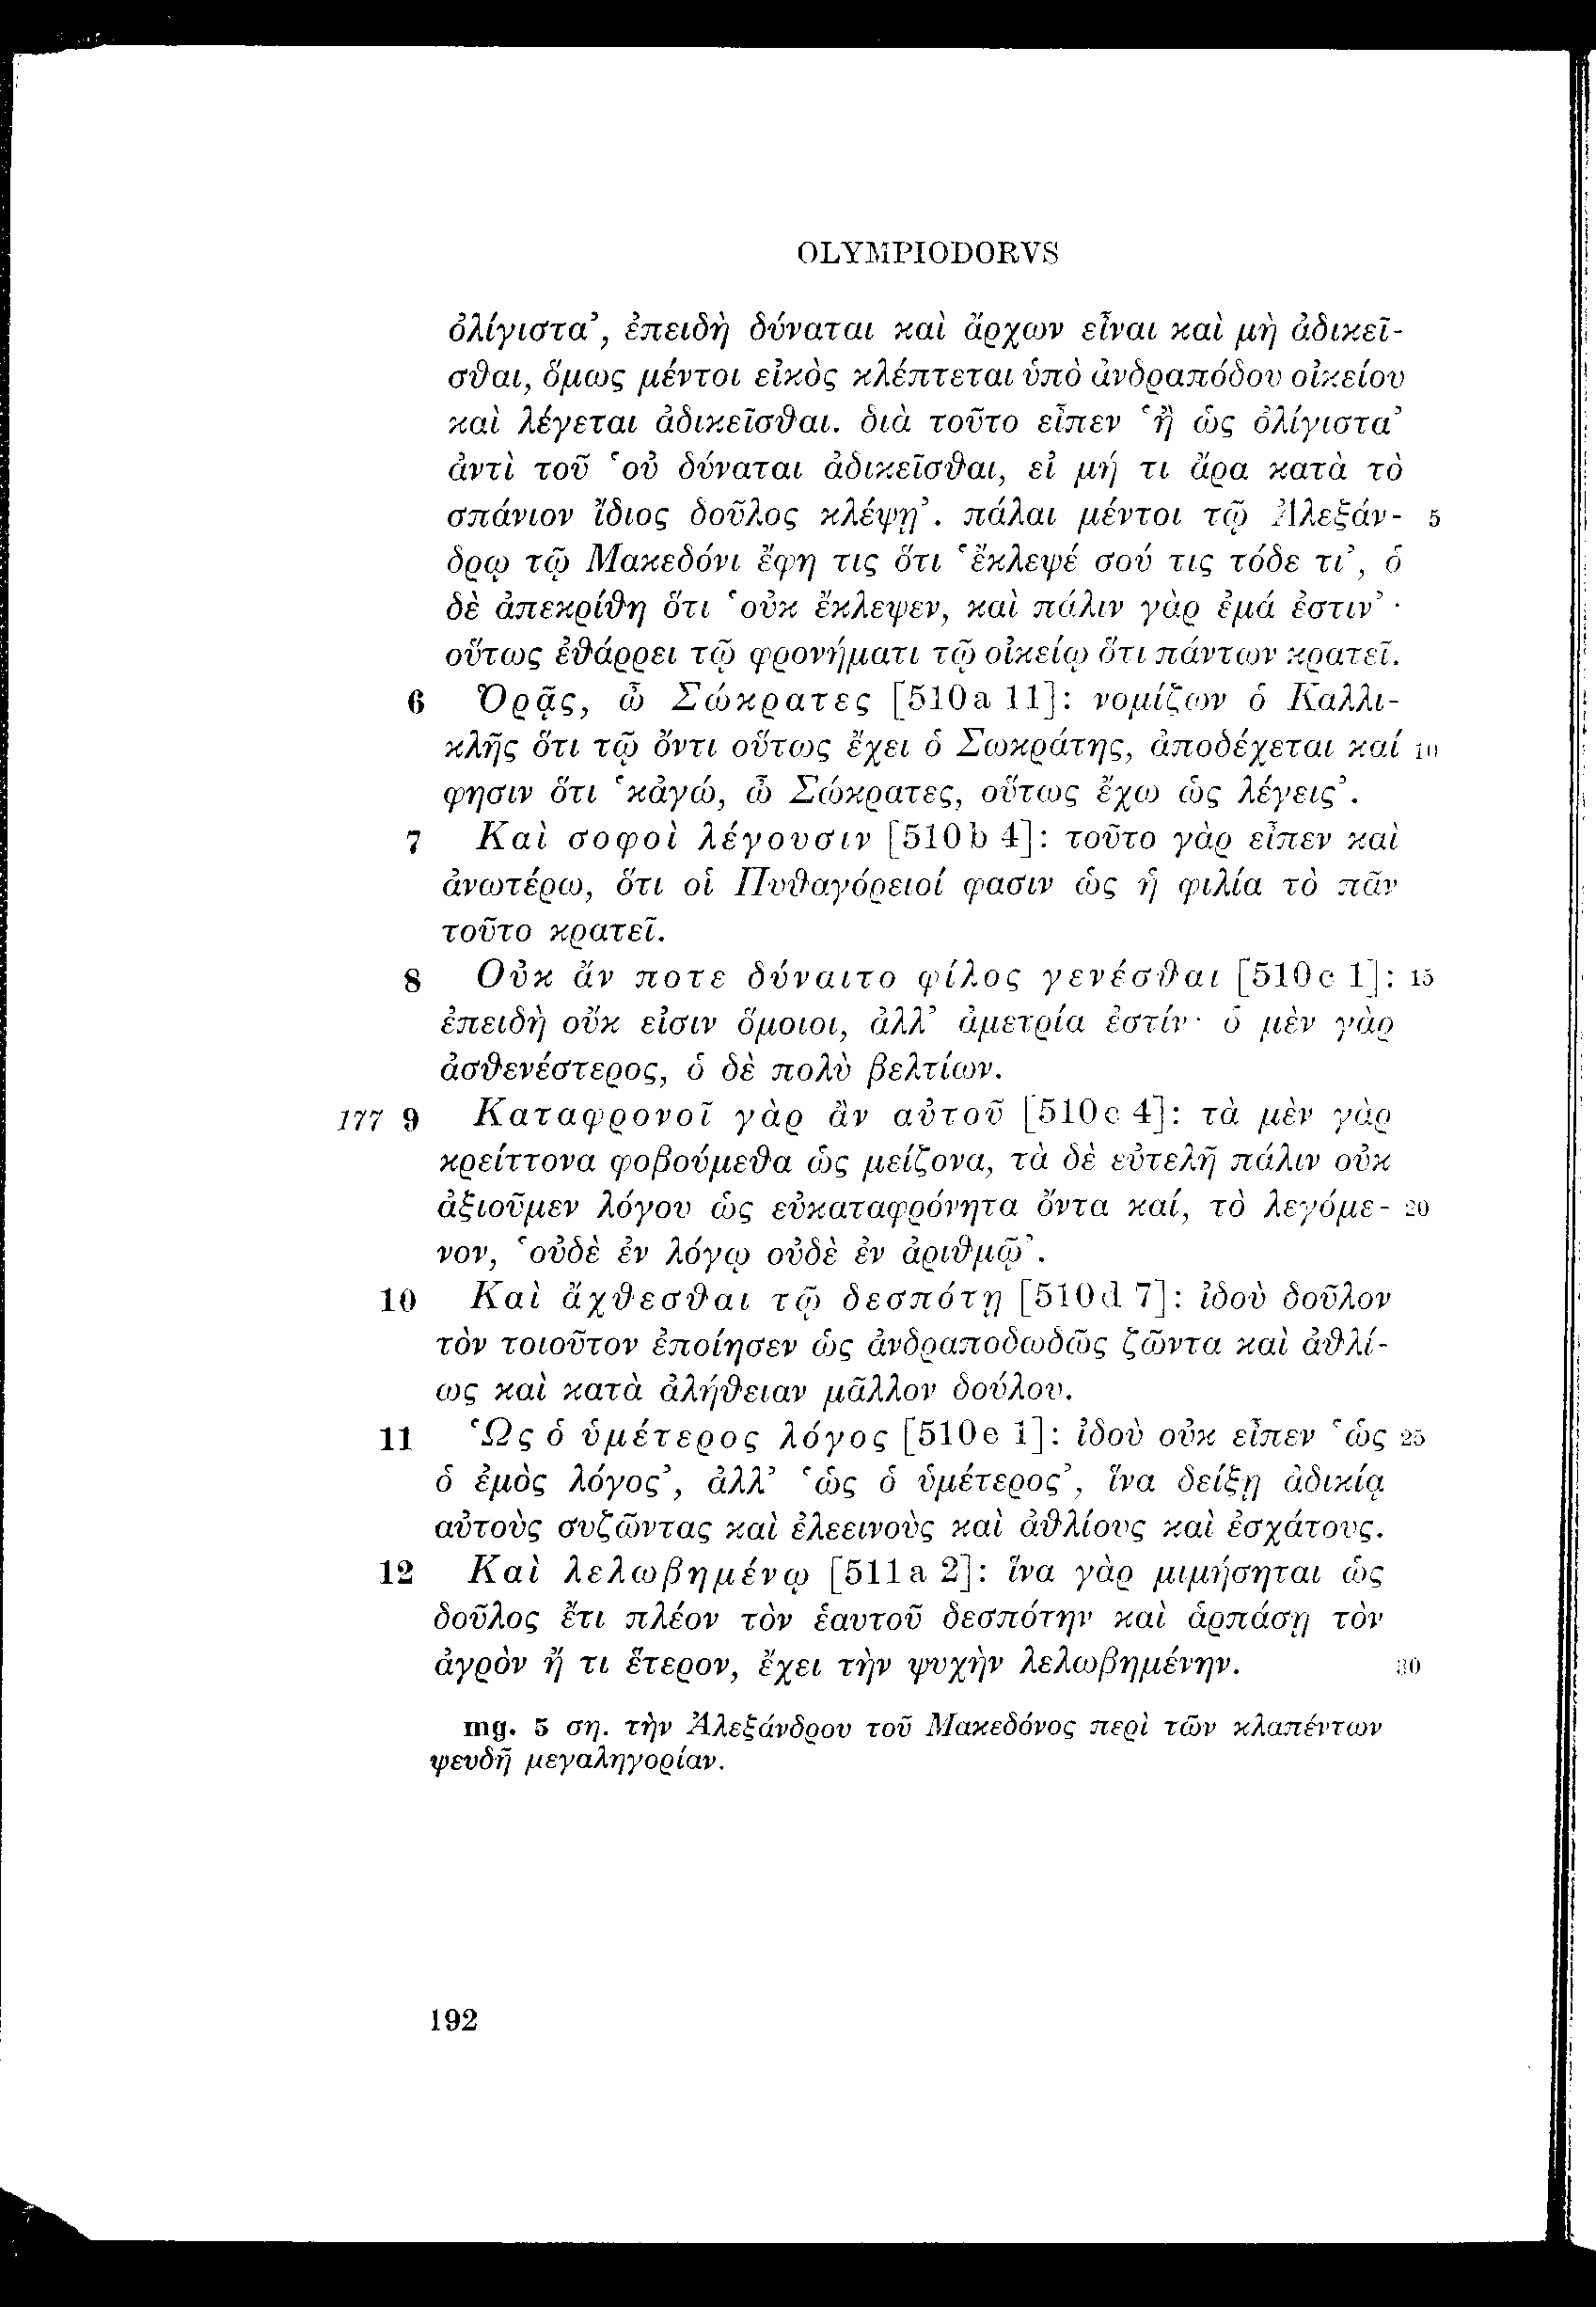 OLYMPIODORVS
ὀλίγιστα’, ἐπειδὴ δύναται καὶ ἄρχων εἶναι καὶ μὴ ἀδικεῖ-
σθαι, ὅμως μέντοι εἰκὸς κλέπτεται ὑπὸ ἀνδραπόδου οἰκείου
καὶ λέγεται ἀδικεῖσθαι. διὰ τοῦτο εἶπεν ‘ἢ ὡς ὀλίγιστα’
ἀντὶ τοῦ ‘οὐ δύναται ἀδικεῖσθαι, εἰ μή τι ἄρα κατὰ τὸ
σπάνιον ἴδιος δοῦλος κλέψῃ’. πάλαι μέντοι τῷ Ἀλεξάν- 5
δρῳ τῷ Μακεδόνι ἔφη τις ὅτι ‘ἔκλεψέ σού τις τόδε τι’, ὁ
δὲ ἀπεκρίθη ὅτι ‘οὐκ ἔκλεψεν, καὶ πάλιν γὰρ ἐμά ἐστιν’·
οὕτως ἐθάρρει τῷ φρονήματι τῷ οἰκείῳ ὅτι πάντων κρατεῖ.
6 Ὁρᾷς, ὦ Σώκρατες [510a 11]: νομίζων ὁ Καλλι-
κλῆς ὅτι τῷ ὄντι οὕτως ἔχει ὁ Σωκράτης, ἀποδέχεται καί 10
φησιν ὅτι ‘κἀγώ, ὦ Σώκρατες, οὕτως ἔχω ὡς λέγεις’.
7 Καὶ σοφοὶ λέγουσιν [510b 4]: τοῦτο γὰρ εἶπεν καὶ
ἀνωτέρω, ὅτι οἱ Πυθαγόρειοί φασιν ὡς ἡ φιλία τὸ πᾶν
τοῦτο κρατεῖ.
8 Οὐκ ἄν ποτε δύναιτο φίλος γενέσθαι [510c 1]: 15
ἐπειδὴ οὔκ εἰσιν ὅμοιοι, ἀλλ’ ἀμετρία ἐστίν· ὁ μὲν γὰρ
ἀσθενέστερος, ὁ δὲ πολὺ βελτίων.
177 9 Καταφρονοῖ γὰρ ἂν αὐτοῦ [510c 4]: τὰ μὲν γὰρ
κρείττονα φοβούμεθα ὡς μείζονα, τὰ δὲ εὐτελῆ πάλιν οὐκ
ἀξιοῦμεν λόγου ὡς εὐκαταφρόνητα ὄντα καί, τὸ λεγόμε- 20
νον, ‘οὐδὲ ἐν λόγῳ οὐδὲ ἐν ἀριθμῷ’.
10 Καὶ ἄχθεσθαι τῷ δεσπότῃ [510d 7]: ἰδοὺ δοῦλον
τὸν τοιοῦτον ἐποίησεν ὡς ἀνδραποδωδῶς ζῶντα καὶ ἀθλί-
ως καὶ κατὰ ἀλήθειαν μᾶλλον δούλου.
11 Ὡς ὁ ὑμέτερος λόγος [510e 1]: ἰδοὺ οὐκ εἶπεν ‘ὡς 25
ὁ ἐμὸς λόγος’, ἀλλ’ ‘ὡς ὁ ὑμέτερος’, ἵνα δείξῃ ἀδικίᾳ
αὐτοὺς συζῶντας καὶ ἐλεεινοὺς καὶ ἀθλίους καὶ ἐσχάτους.
12 Καὶ λελωβημένῳ [511a 2]: ἵνα γὰρ μιμήσηται ὡς
δοῦλος ἔτι πλέον τὸν ἑαυτοῦ δεσπότην καὶ ἁρπάσῃ τὸν
ἀγρὸν ἤ τι ἕτερον, ἔχει τὴν ψυχὴν λελωβημένην. 30
mg. 5 ση. τὴν Ἀλεξάνδρου τοῦ Μακεδόνος περὶ τῶν κλαπέντων
ψευδῆ μεγαληγορίαν.
192